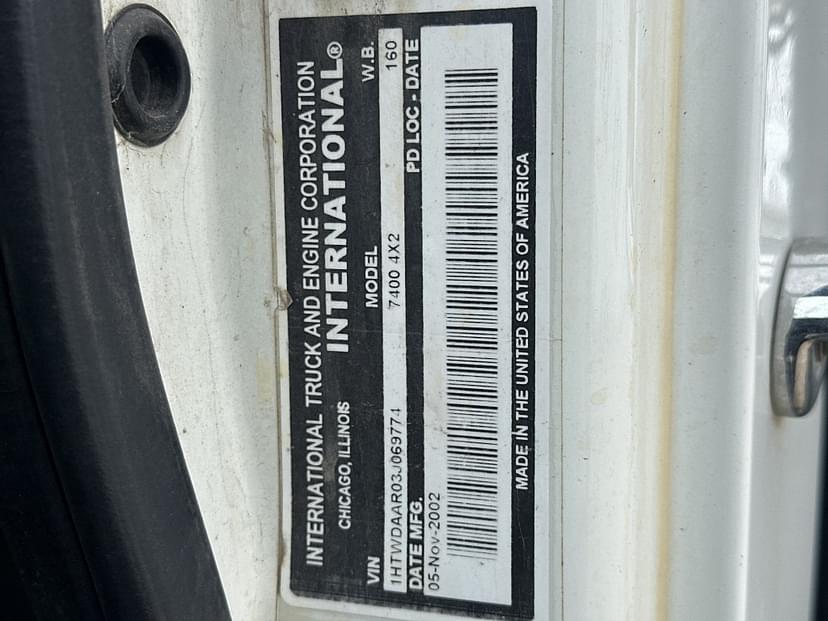 INTERNATIONAL TRUCK AND ENGINE CORPORATION
CHICAGO, ILLINOIS INTERNATIONAL®
VIN MODEL W.B.
1HTWDAAR03J069774 7400 4X2 160
DATE MFG. PD LOC - DATE
05-Nov-2002
MADE IN THE UNITED STATES OF AMERICA